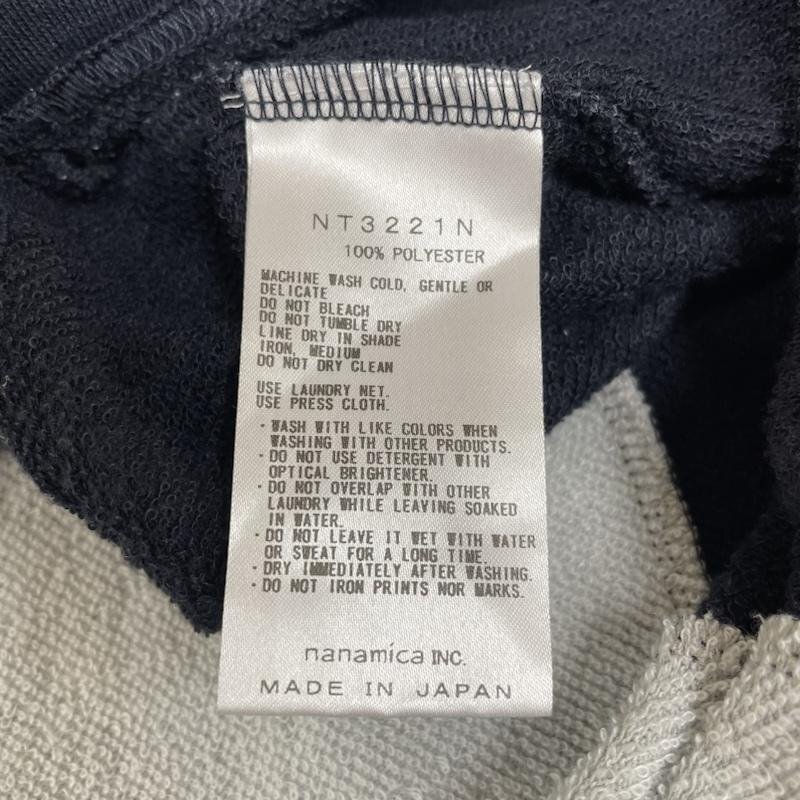 NT3221N
100% POLYESTER
MACHINE WASH COLD, GENTLE OR
DELICATE
DO NOT BLEACH
DO NOT TUMBLE DRY
LINE DRY IN SHADE
IRON, MEDIUM
DO NOT DRY CLEAN
USE LAUNDRY NET.
USE PRESS CLOTH.
・WASH WITH LIKE COLORS WHEN
WASHING WITH OTHER PRODUCTS.
・DO NOT USE DETERGENT WITH
OPTICAL BRIGHTENER.
・DO NOT OVERLAP WITH OTHER
LAUNDRY WHILE LEAVING SOAKED
IN WATER.
・DO NOT LEAVE IT WET WITH WATER
OR SWEAT FOR A LONG TIME.
・DRY IMMEDIATELY AFTER WASHING.
・DO NOT IRON PRINTS NOR MARKS.
nanamica INC.
MADE IN JAPAN